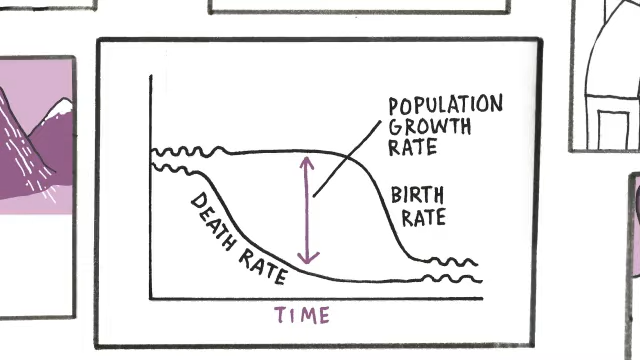 POPULATION
GROWTH
RATE
BIRTH
RATE
DEATH RATE
TIME